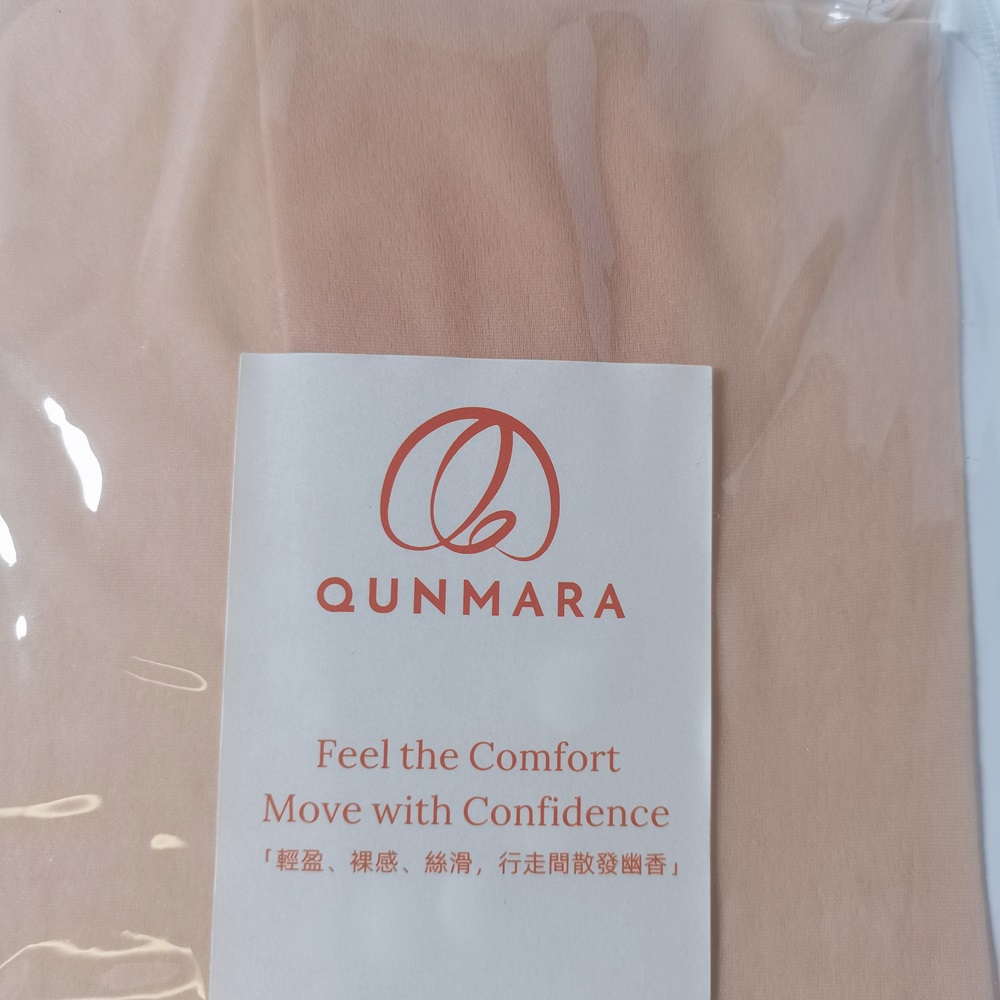 QUNMARA
Feel the Comfort
Move with Confidence
「輕盈、裸感、絲滑，行走間散發幽香」